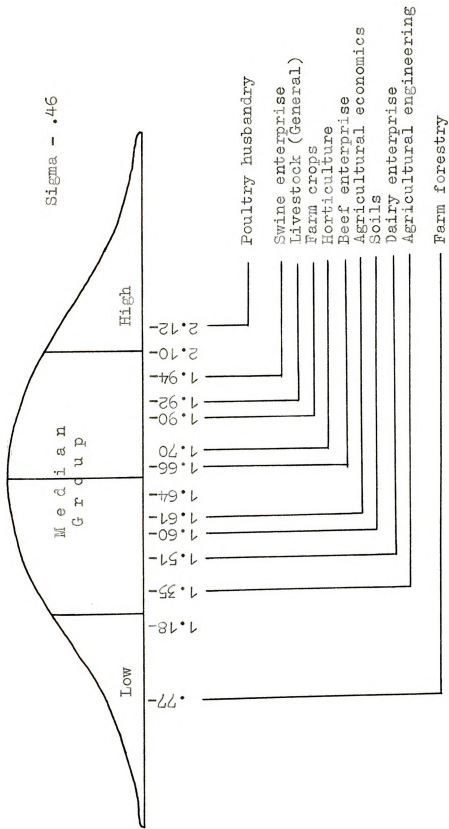 Sigma - .46
Median
Group
Low
High
.77-
1.18-
1.35-
1.51-
1.60-
1.61-
1.64-
1.66-
1.70
1.90-
1.92-
1.94-
2.10-
2.12-
Poultry husbandry
Swine enterprise
Livestock (General)
Farm crops
Horticulture
Beef enterprise
Agricultural economics
Soils
Dairy enterprise
Agricultural engineering
Farm forestry